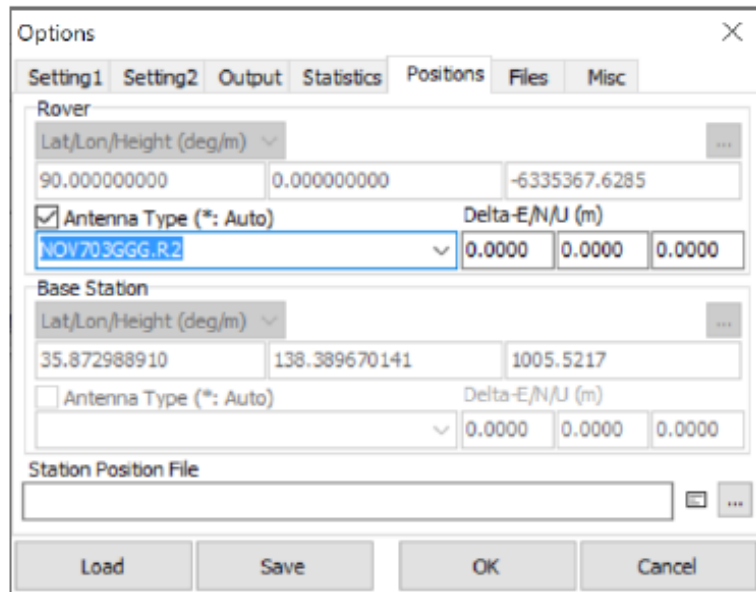 Options
Setting1 Setting2 Output Statistics Positions Files Misc
Rover
Lat/Lon/Height (deg/m) ...
90.000000000 0.000000000 -6335367.6285
Antenna Type (*: Auto) Delta-E/N/U (m)
NOV703GGG.R2 0.0000 0.0000 0.0000
Base Station
Lat/Lon/Height (deg/m) ...
35.872988910 138.389670141 1005.5217
Antenna Type (*: Auto) Delta-E/N/U (m)
0.0000 0.0000 0.0000
Station Position File
...
Load Save OK Cancel